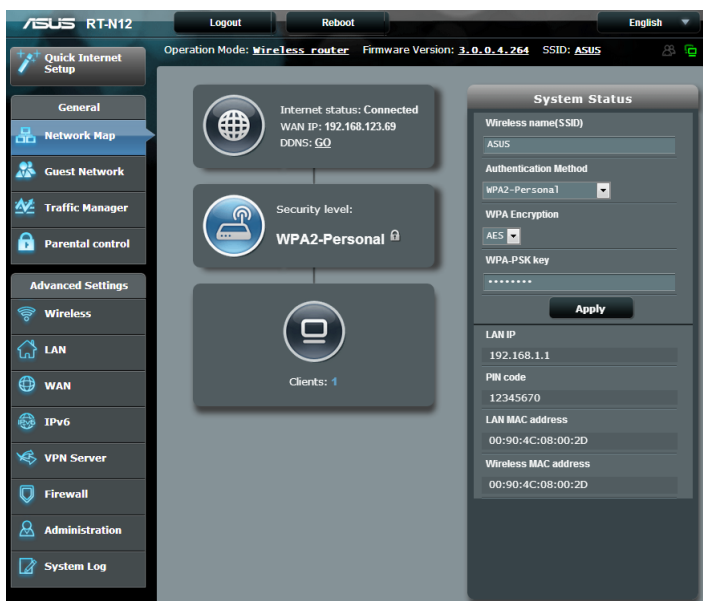 ASUS RT-N12
Logout
Reboot
English
Quick Internet
Setup
Operation Mode: Wireless router Firmware Version: 3.0.0.4.264 SSID: ASUS
General
Network Map
Guest Network
Traffic Manager
Parental control
Advanced Settings
Wireless
LAN
WAN
IPv6
VPN Server
Firewall
Administration
System Log
Internet status: Connected
WAN IP: 192.168.123.69
DDNS: GO
Security level:
WPA2-Personal
Clients: 1
System Status
Wireless name(SSID)
ASUS
Authentication Method
WPA2-Personal
WPA Encryption
AES
WPA-PSK key
••••••••
Apply
LAN IP
192.168.1.1
PIN code
12345670
LAN MAC address
00:90:4C:08:00:2D
Wireless MAC address
00:90:4C:08:00:2D